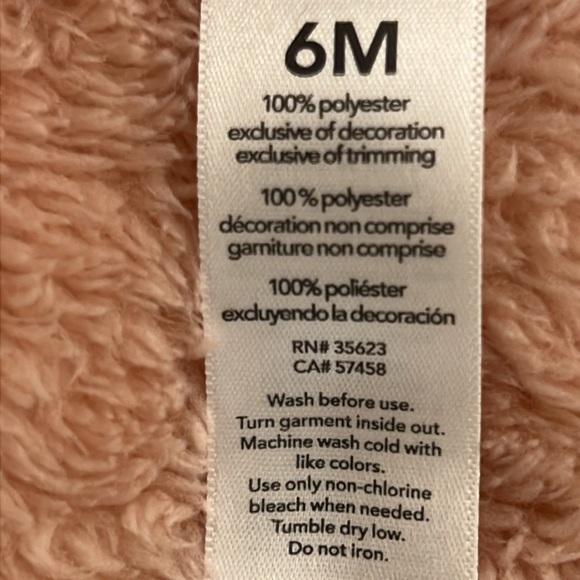 6M
100% polyester
exclusive of decoration
exclusive of trimming
100% polyester
décoration non comprise
garniture non comprise
100% poliéster
excluyendo la decoración
RN# 35623
CA# 57458
Wash before use.
Turn garment inside out.
Machine wash cold with
like colors.
Use only non-chlorine
bleach when needed.
Tumble dry low.
Do not iron.